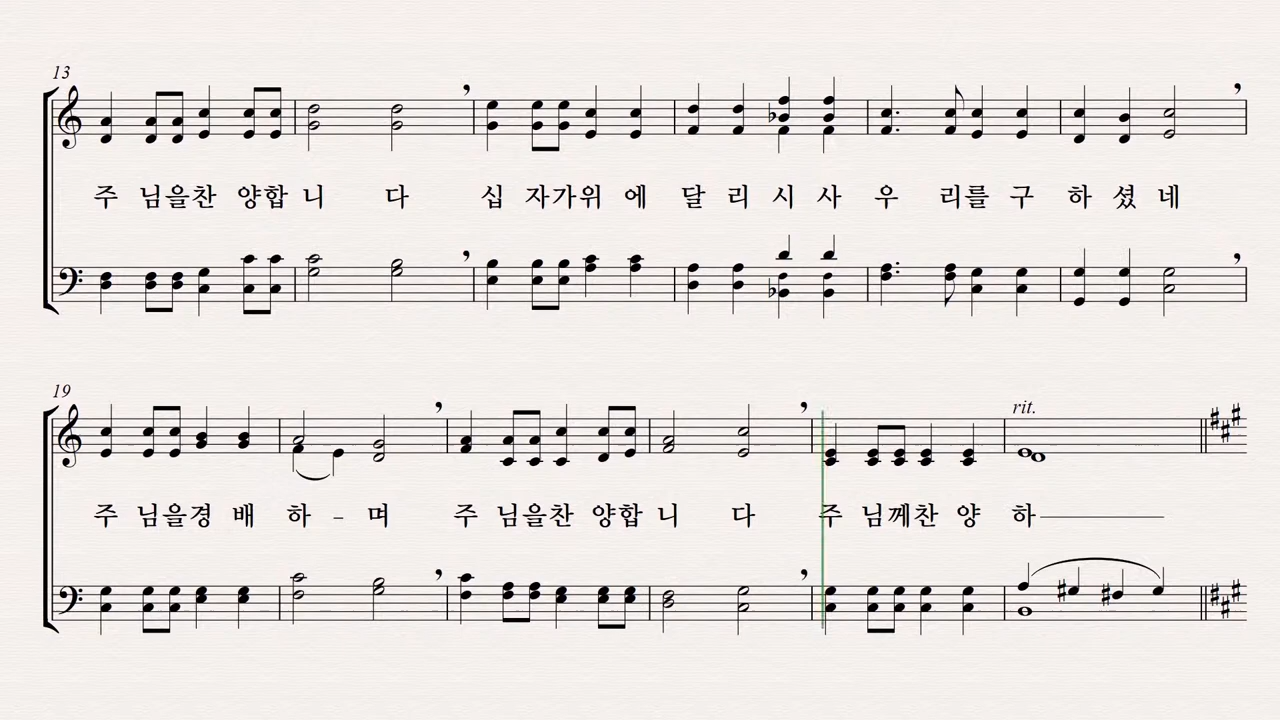 13
주 님을찬 양합 니 다 십 자가위 에 달 리 시 사 우 리를 구 하 셨 네
19
rit.
주 님을경 배 하 - 며 주 님을찬 양합 니 다 주 님께찬 양 하